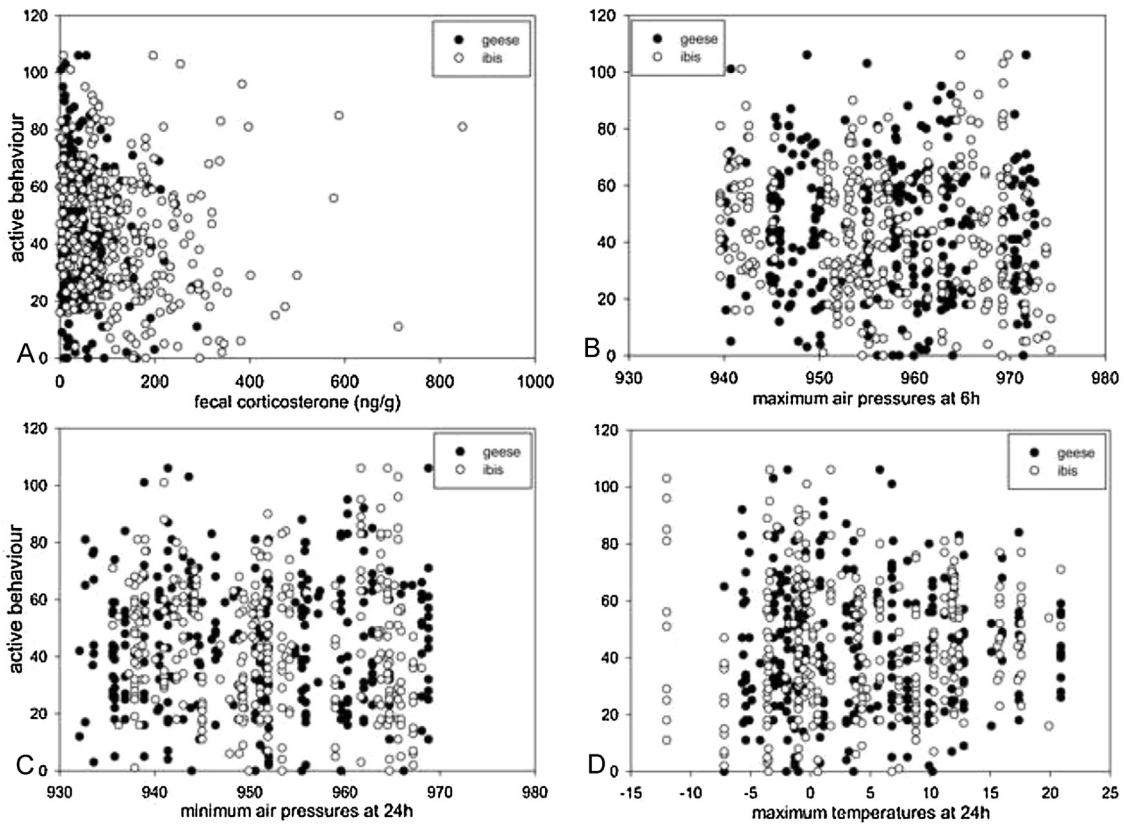 120
100
80
60
40
20
0
active behaviour
geese
ibis
A
0 200 400 600 800 1000
fecal corticosterone (ng/g)
120
100
80
60
40
20
0
geese
ibis
B
930 940 950 960 970 980
maximum air pressures at 6h
120
100
80
60
40
20
0
active behaviour
geese
ibis
C
930 940 950 960 970 980
minimum air pressures at 24h
120
100
80
60
40
20
0
geese
ibis
D
-15 -10 -5 0 5 10 15 20 25
maximum temperatures at 24h